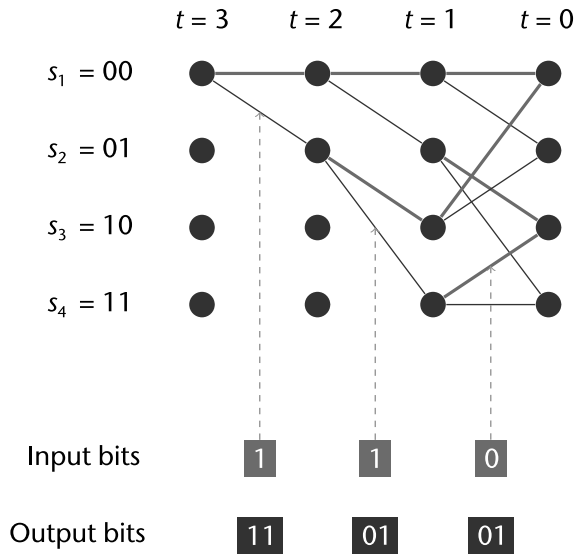 t = 3 t = 2 t = 1 t = 0
s₁ = 00
s₂ = 01
s₃ = 10
s₄ = 11
Input bits 1 1 0
Output bits 11 01 01